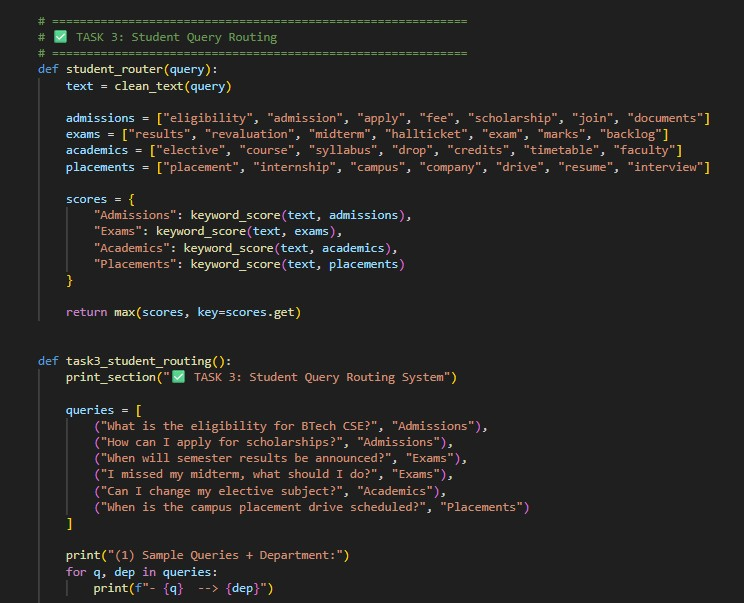 # ============================================================
# ✅ TASK 3: Student Query Routing
# ============================================================
def student_router(query):
    text = clean_text(query)

    admissions = ["eligibility", "admission", "apply", "fee", "scholarship", "join", "documents"]
    exams = ["results", "revaluation", "midterm", "hallticket", "exam", "marks", "backlog"]
    academics = ["elective", "course", "syllabus", "drop", "credits", "timetable", "faculty"]
    placements = ["placement", "internship", "campus", "company", "drive", "resume", "interview"]

    scores = {
        "Admissions": keyword_score(text, admissions),
        "Exams": keyword_score(text, exams),
        "Academics": keyword_score(text, academics),
        "Placements": keyword_score(text, placements)
    }

    return max(scores, key=scores.get)


def task3_student_routing():
    print_section("✅ TASK 3: Student Query Routing System")

    queries = [
        ("What is the eligibility for BTech CSE?", "Admissions"),
        ("How can I apply for scholarships?", "Admissions"),
        ("When will semester results be announced?", "Exams"),
        ("I missed my midterm, what should I do?", "Exams"),
        ("Can I change my elective subject?", "Academics"),
        ("When is the campus placement drive scheduled?", "Placements")
    ]

    print("(1) Sample Queries + Department:")
    for q, dep in queries:
        print(f"- {q}  --> {dep}")